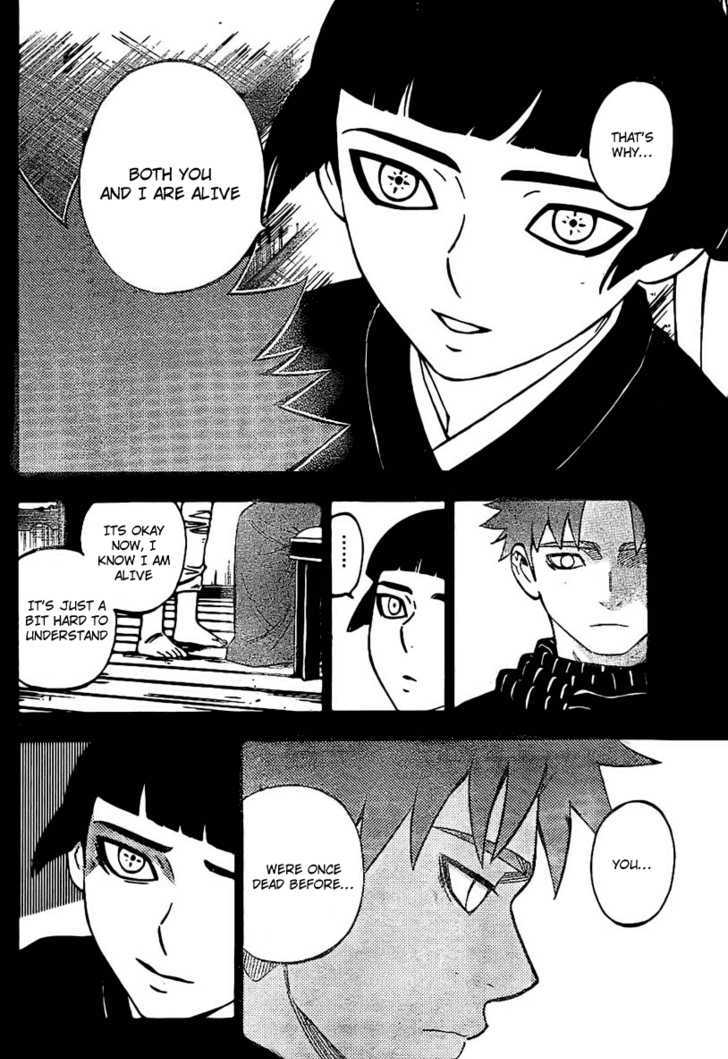 THAT'S
WHY...
BOTH YOU
AND I ARE ALIVE
......
ITS OKAY
NOW, I
KNOW I AM
ALIVE
IT'S JUST A
BIT HARD TO
UNDERSTAND
YOU...
WERE ONCE
DEAD BEFORE...